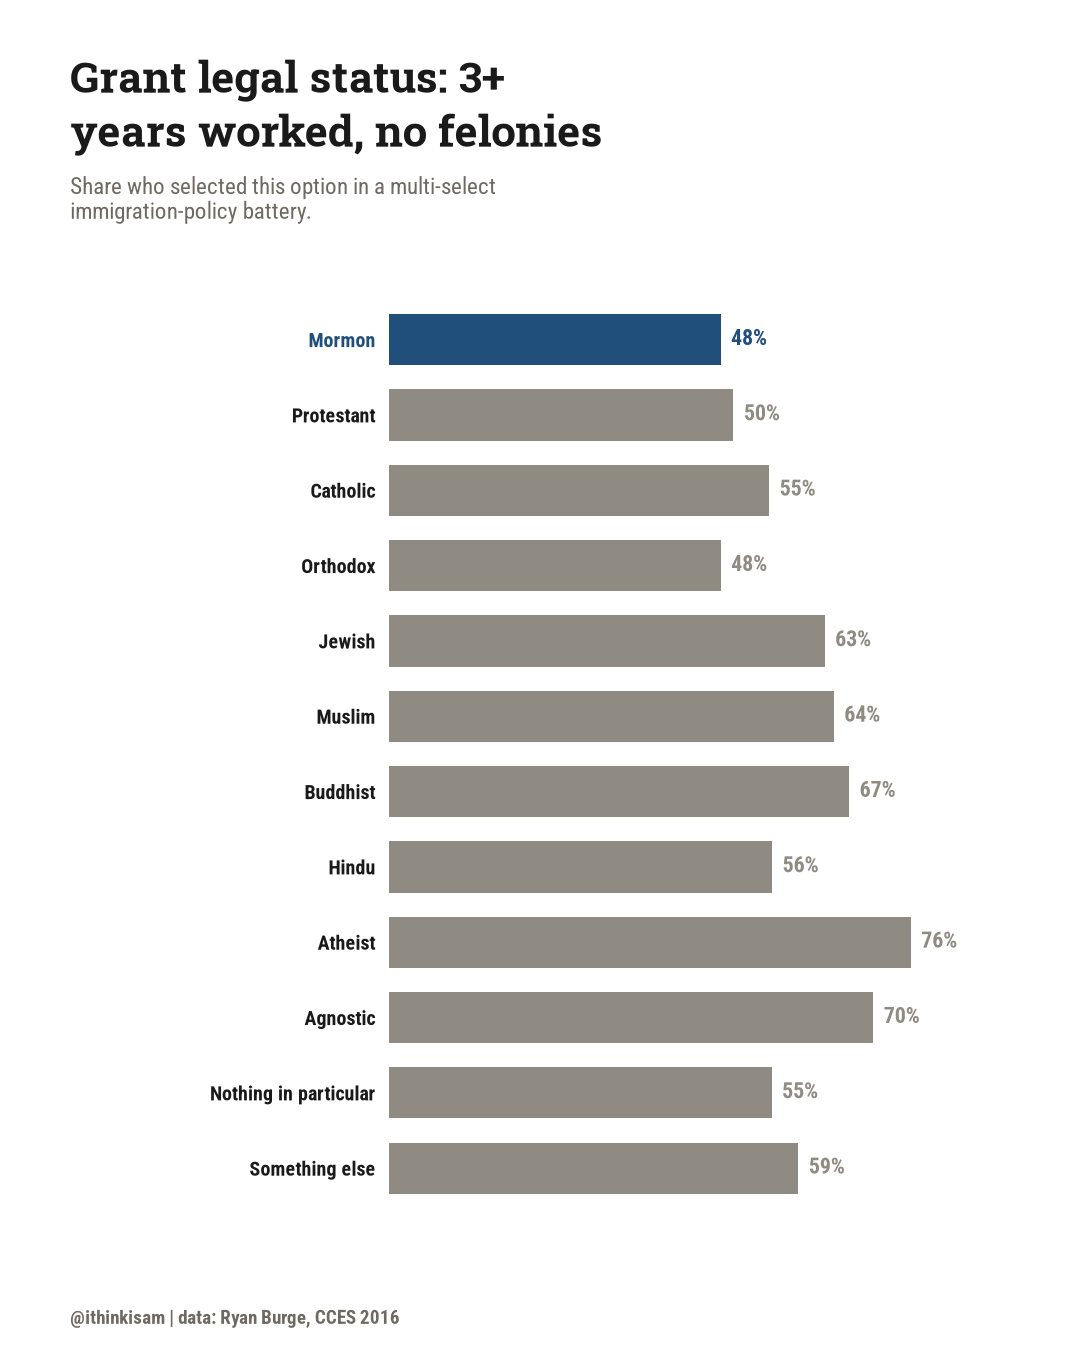 Grant legal status: 3+
years worked, no felonies
Share who selected this option in a multi-select
immigration-policy battery.
Mormon 48%
Protestant 50%
Catholic 55%
Orthodox 48%
Jewish 63%
Muslim 64%
Buddhist 67%
Hindu 56%
Atheist 76%
Agnostic 70%
Nothing in particular 55%
Something else 59%
@ithinkisam | data: Ryan Burge, CCES 2016